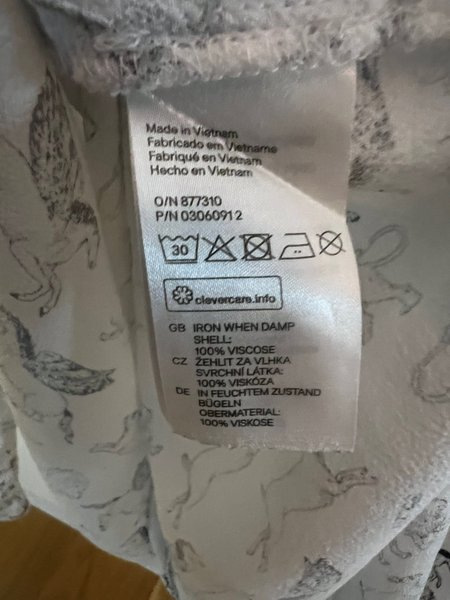 Made in Vietnam
Fabricado em Vietname
Fabriqué en Vietnam
Hecho en Vietnam
O/N 877310
P/N 03060912
30
clevercare.info
GB IRON WHEN DAMP
SHELL:
100% VISCOSE
CZ ŽEHLIT ZA VLHKA
SVRCHNÍ LÁTKA:
100% VISKÓZA
DE IN FEUCHTEM ZUSTAND
BÜGELN
OBERMATERIAL:
100% VISKOSE